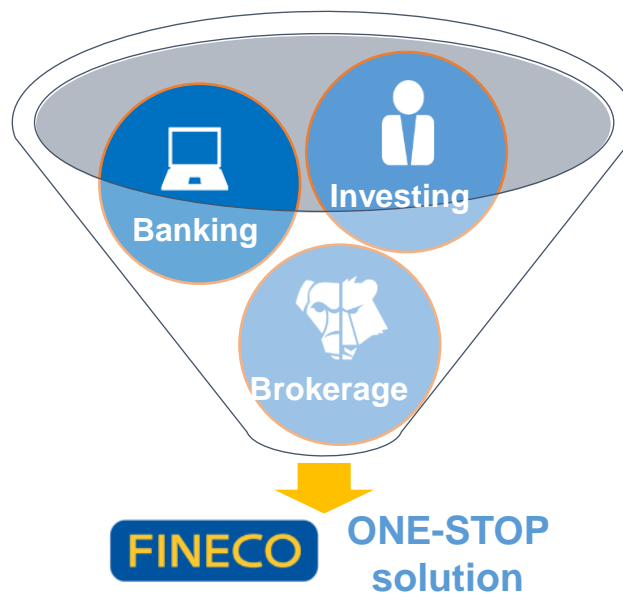 Investing
Banking
Brokerage
FINECO
ONE-STOP
solution